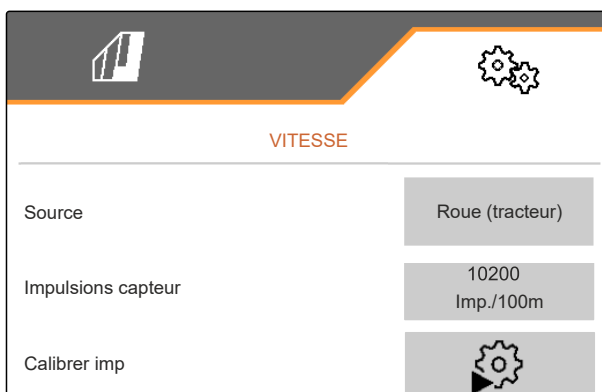 VITESSE
Source
Roue (tracteur)
Impulsions capteur
10200
Imp./100m
Calibrer imp